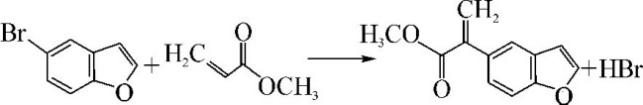 Br
O
+
H₂C
O
OCH₃
CH₂
H₃CO
O
O
+HBr